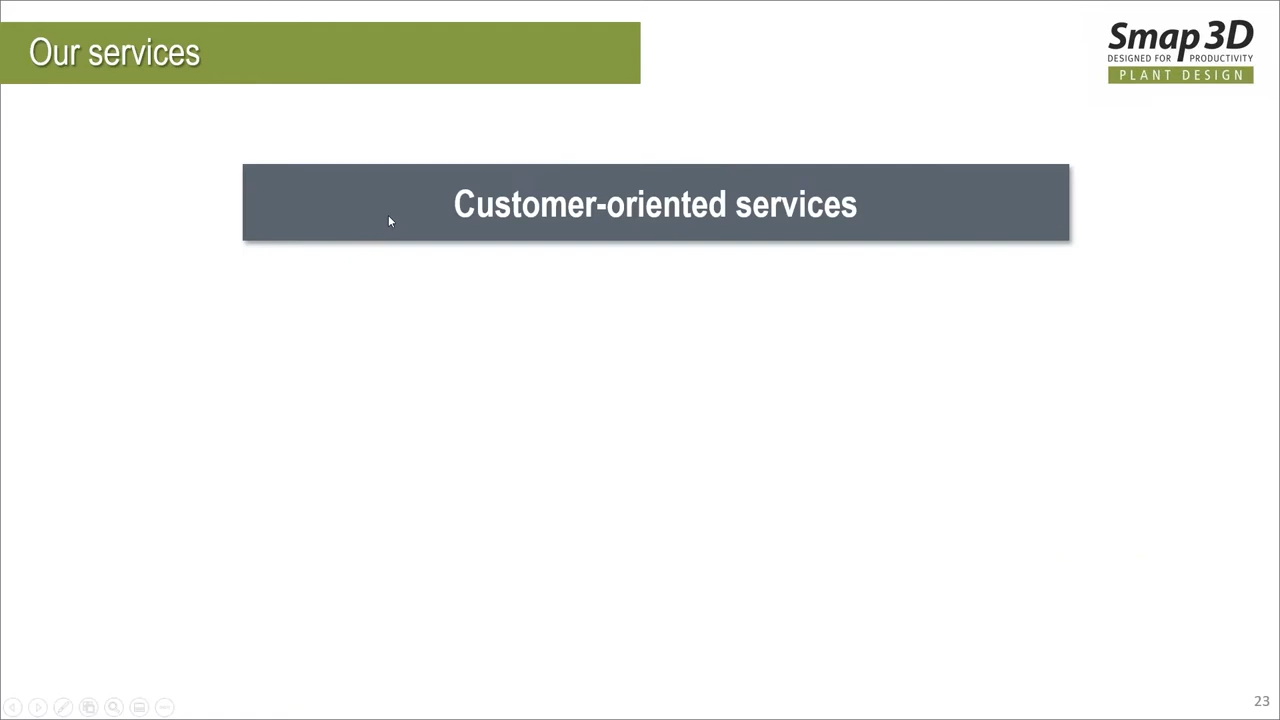 Our services
Smap 3D
DESIGNED FOR PRODUCTIVITY
PLANT DESIGN
Customer-oriented services
23